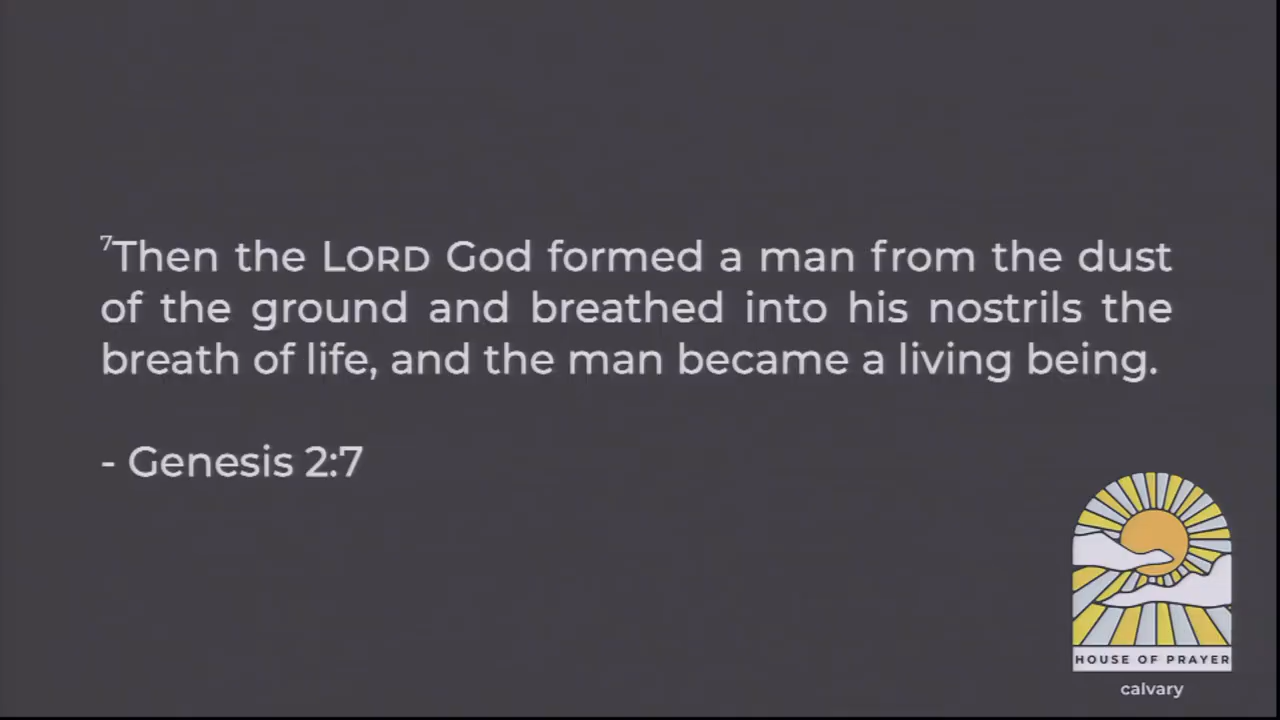 ⁷Then the LORD God formed a man from the dust
of the ground and breathed into his nostrils the
breath of life, and the man became a living being.
- Genesis 2:7
HOUSE OF PRAYER
calvary